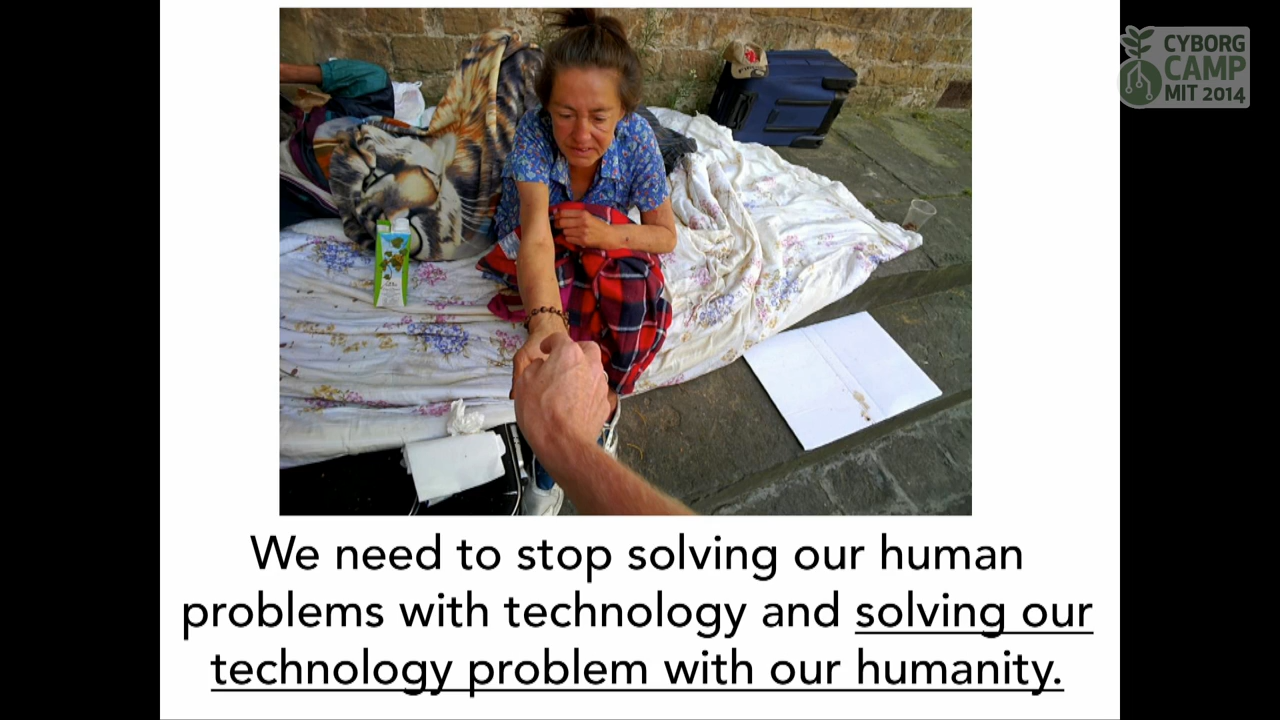 CYBORG
CAMP
MIT 2014
We need to stop solving our human
problems with technology and solving our
technology problem with our humanity.